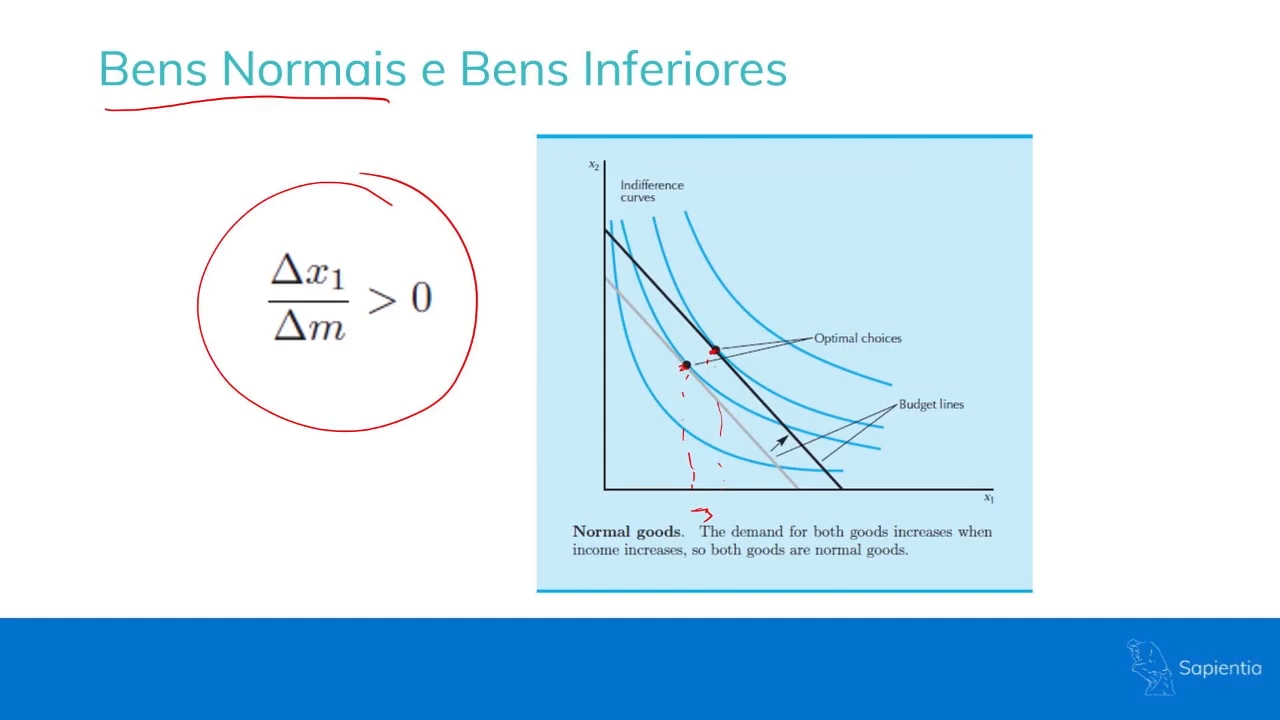 Bens Normais e Bens Inferiores
Δx₁
Δm
> 0
x₂
Indifference
curves
Optimal choices
Budget lines
x₁
Normal goods. The demand for both goods increases when
income increases, so both goods are normal goods.
Sapientia